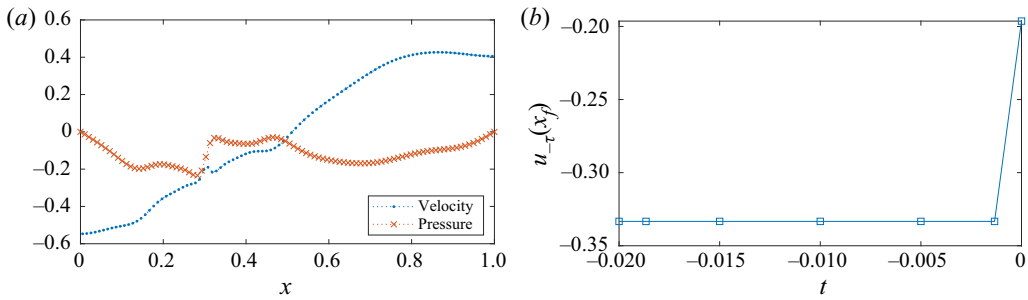 (a)
0.6
0.4
0.2
0
–0.2
–0.4
–0.6
0 0.2 0.4 0.6 0.8 1.0
x
Velocity
Pressure
(b)
–0.20
–0.25
–0.30
–0.35
–0.020 –0.015 –0.010 –0.005 0
t
u–τ(xf)